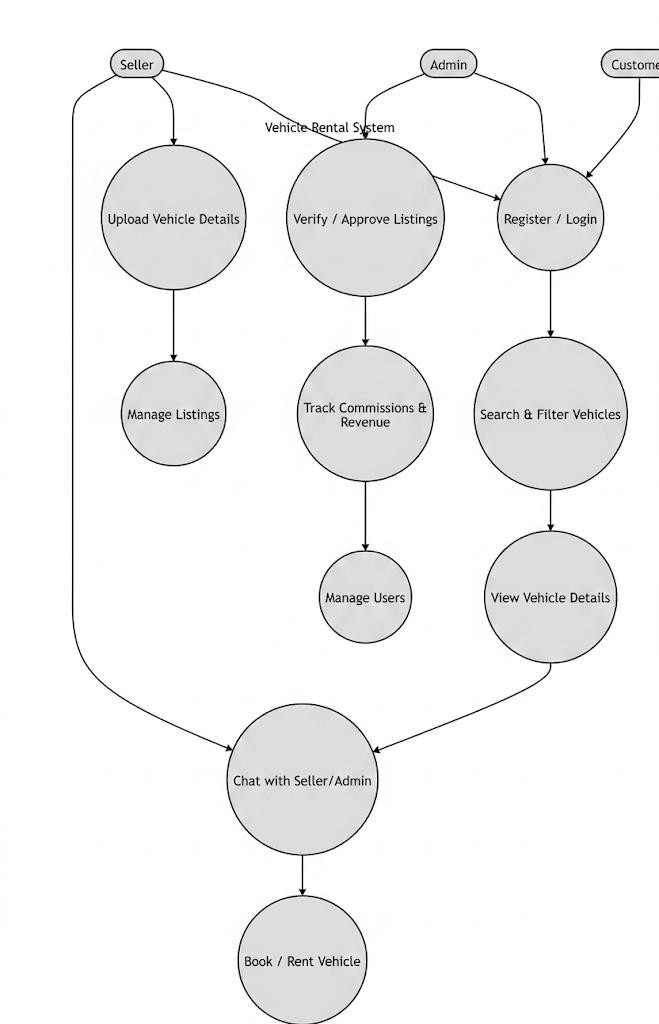 Seller
Admin
Custome
Vehicle Rental System
Upload Vehicle Details
Verify / Approve Listings
Register / Login
Manage Listings
Track Commissions &
Revenue
Search & Filter Vehicles
Manage Users
View Vehicle Details
Chat with Seller/Admin
Book / Rent Vehicle